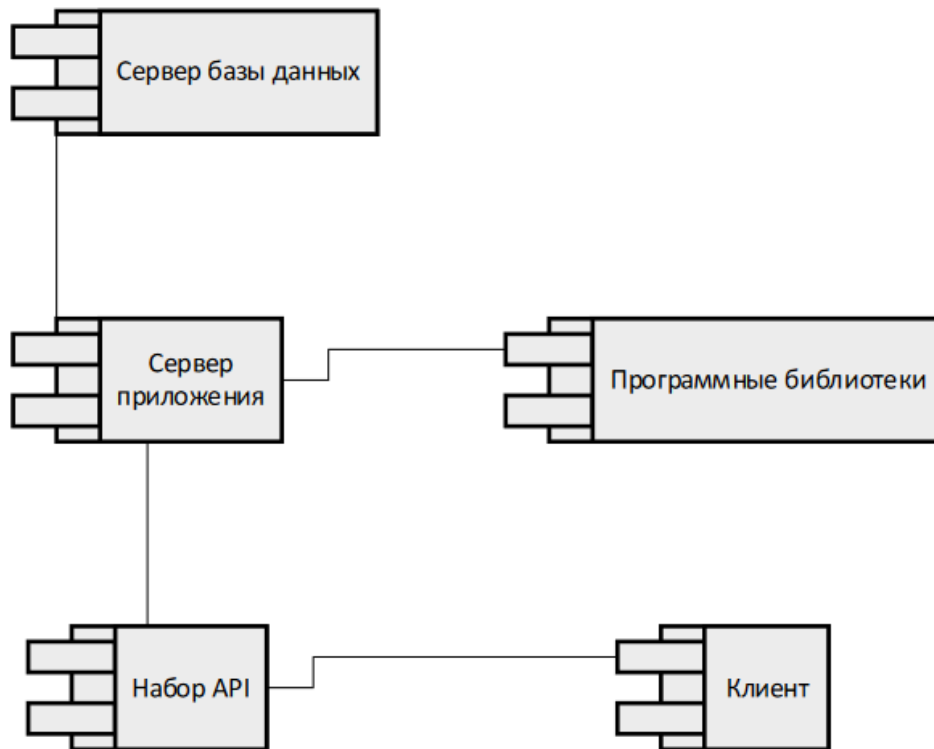 Сервер базы данных
Сервер
приложения
Программные библиотеки
Набор API
Клиент